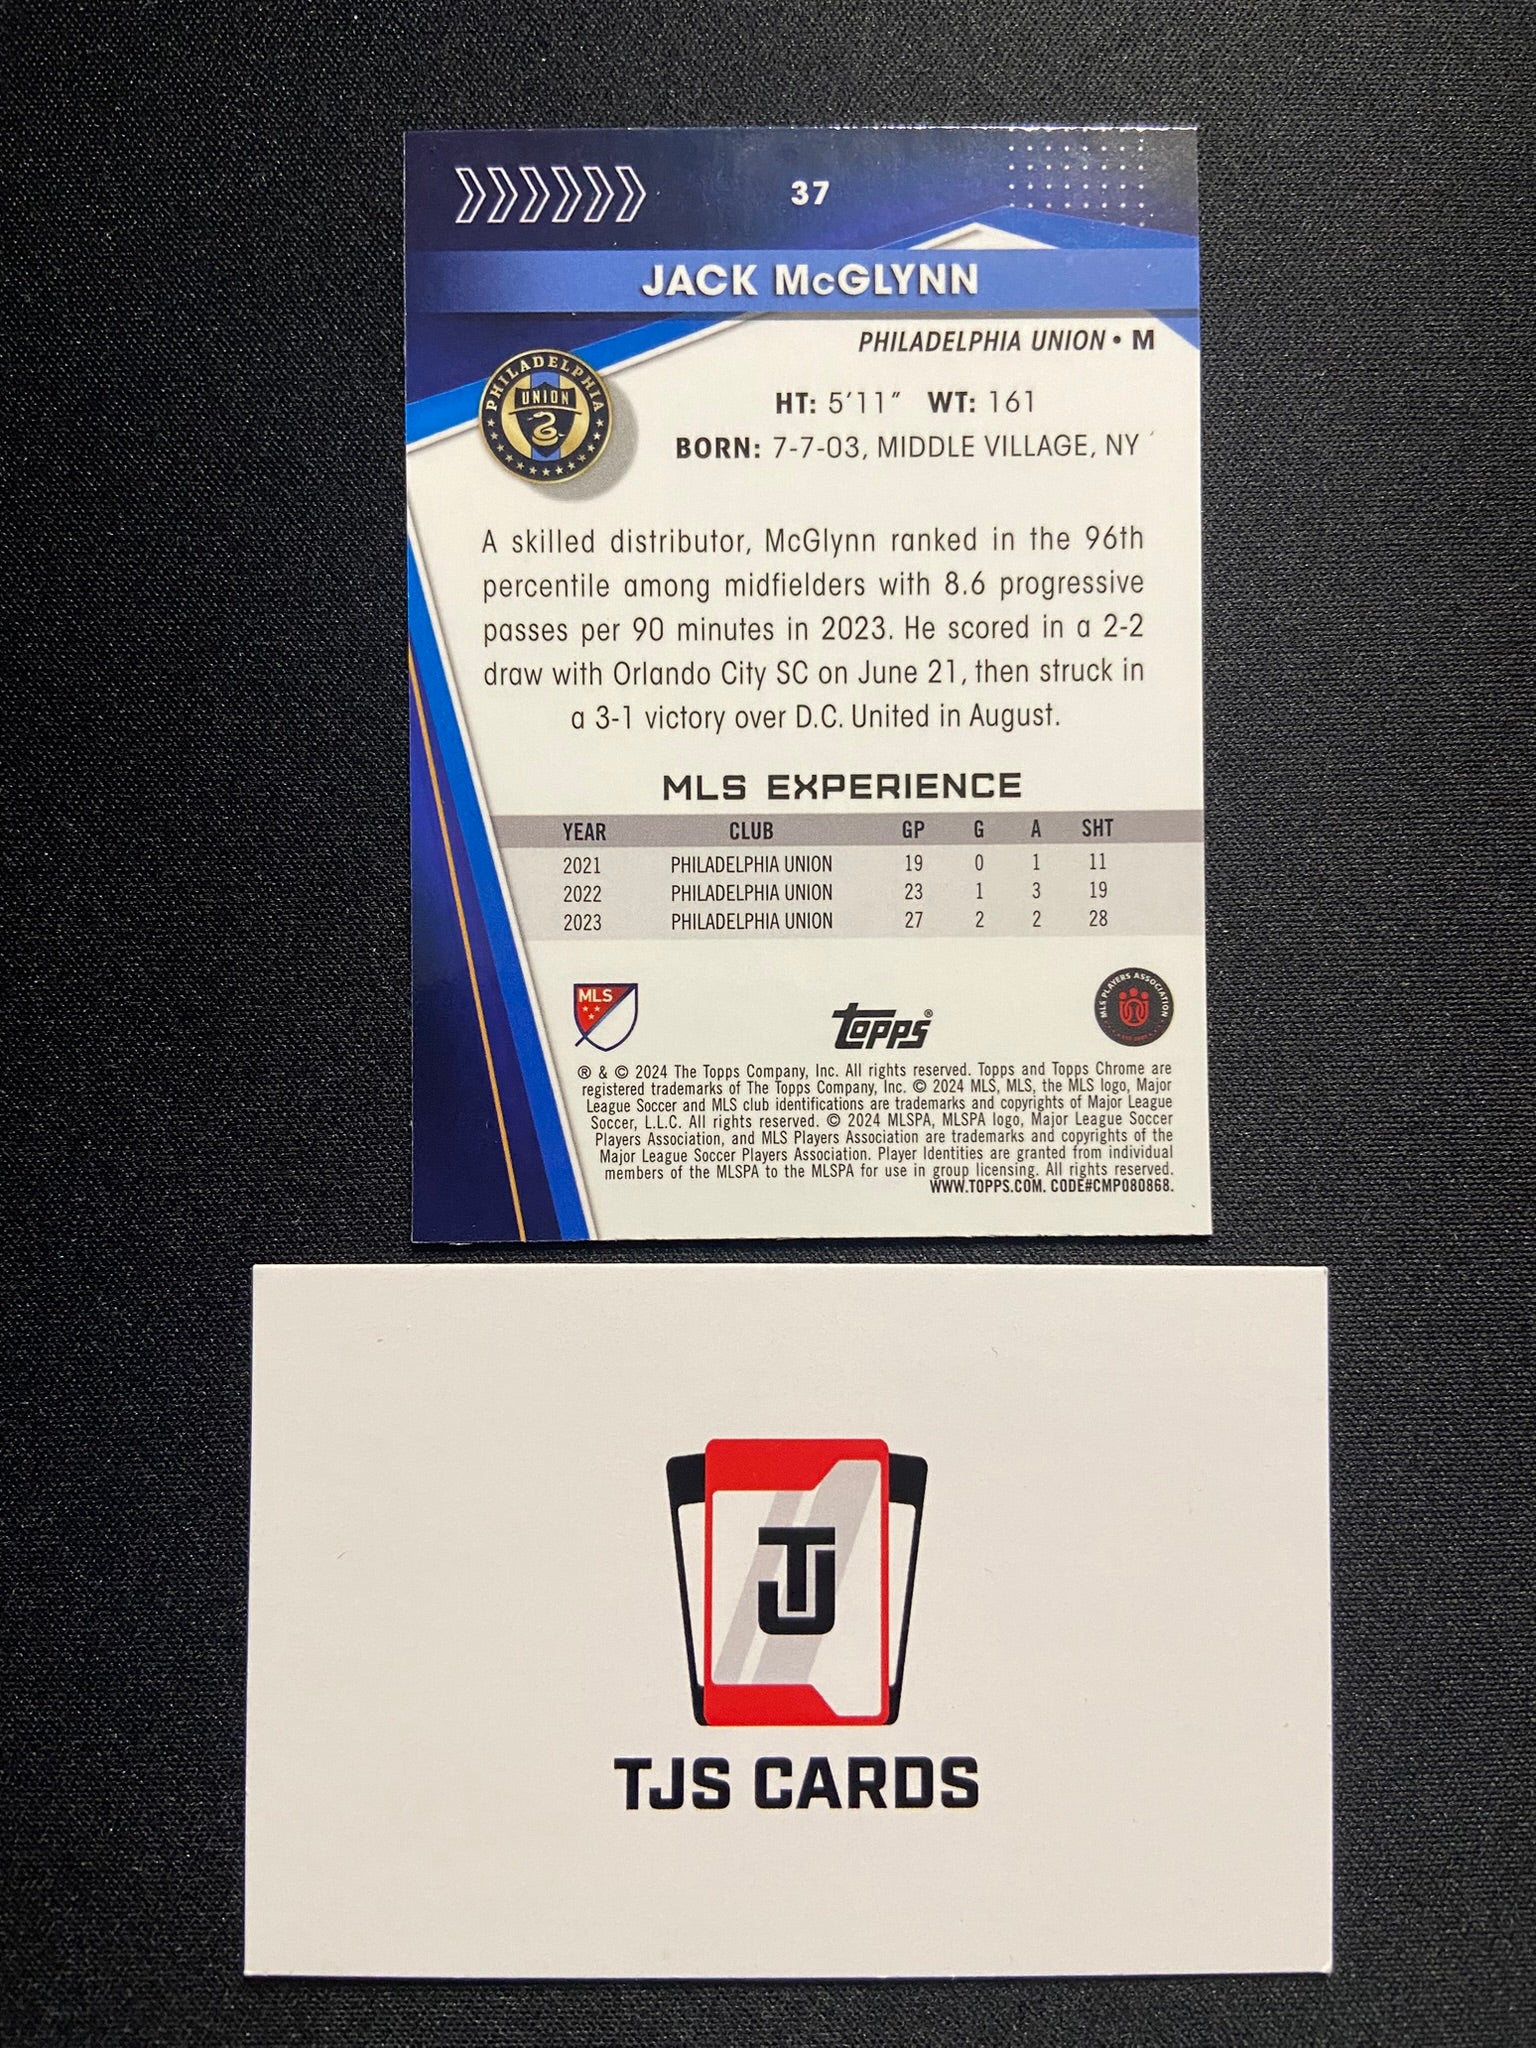 37
JACK McGLYNN
PHILADELPHIA UNION • M
PHILADELPHIA
UNION
HT: 5'11" WT: 161
BORN: 7-7-03, MIDDLE VILLAGE, NY
A skilled distributor, McGlynn ranked in the 96th
percentile among midfielders with 8.6 progressive
passes per 90 minutes in 2023. He scored in a 2-2
draw with Orlando City SC on June 21, then struck in
a 3-1 victory over D.C. United in August.
MLS EXPERIENCE
YEAR CLUB GP G A SHT
2021 PHILADELPHIA UNION 19 0 1 11
2022 PHILADELPHIA UNION 23 1 3 19
2023 PHILADELPHIA UNION 27 2 2 28
MLS
Topps®
MLS PLAYERS ASSOCIATION
® & © 2024 The Topps Company, Inc. All rights reserved. Topps and Topps Chrome are
registered trademarks of The Topps Company, Inc. © 2024 MLS, MLS, the MLS logo, Major
League Soccer and MLS club identifications are trademarks and copyrights of Major League
Soccer, L.L.C. All rights reserved. © 2024 MLSPA, MLSPA logo, Major League Soccer
Players Association, and MLS Players Association are trademarks and copyrights of the
Major League Soccer Players Association. Player Identities are granted from individual
members of the MLSPA to the MLSPA for use in group licensing. All rights reserved.
WWW.TOPPS.COM. CODE#CMP080868.
TJ
TJS CARDS